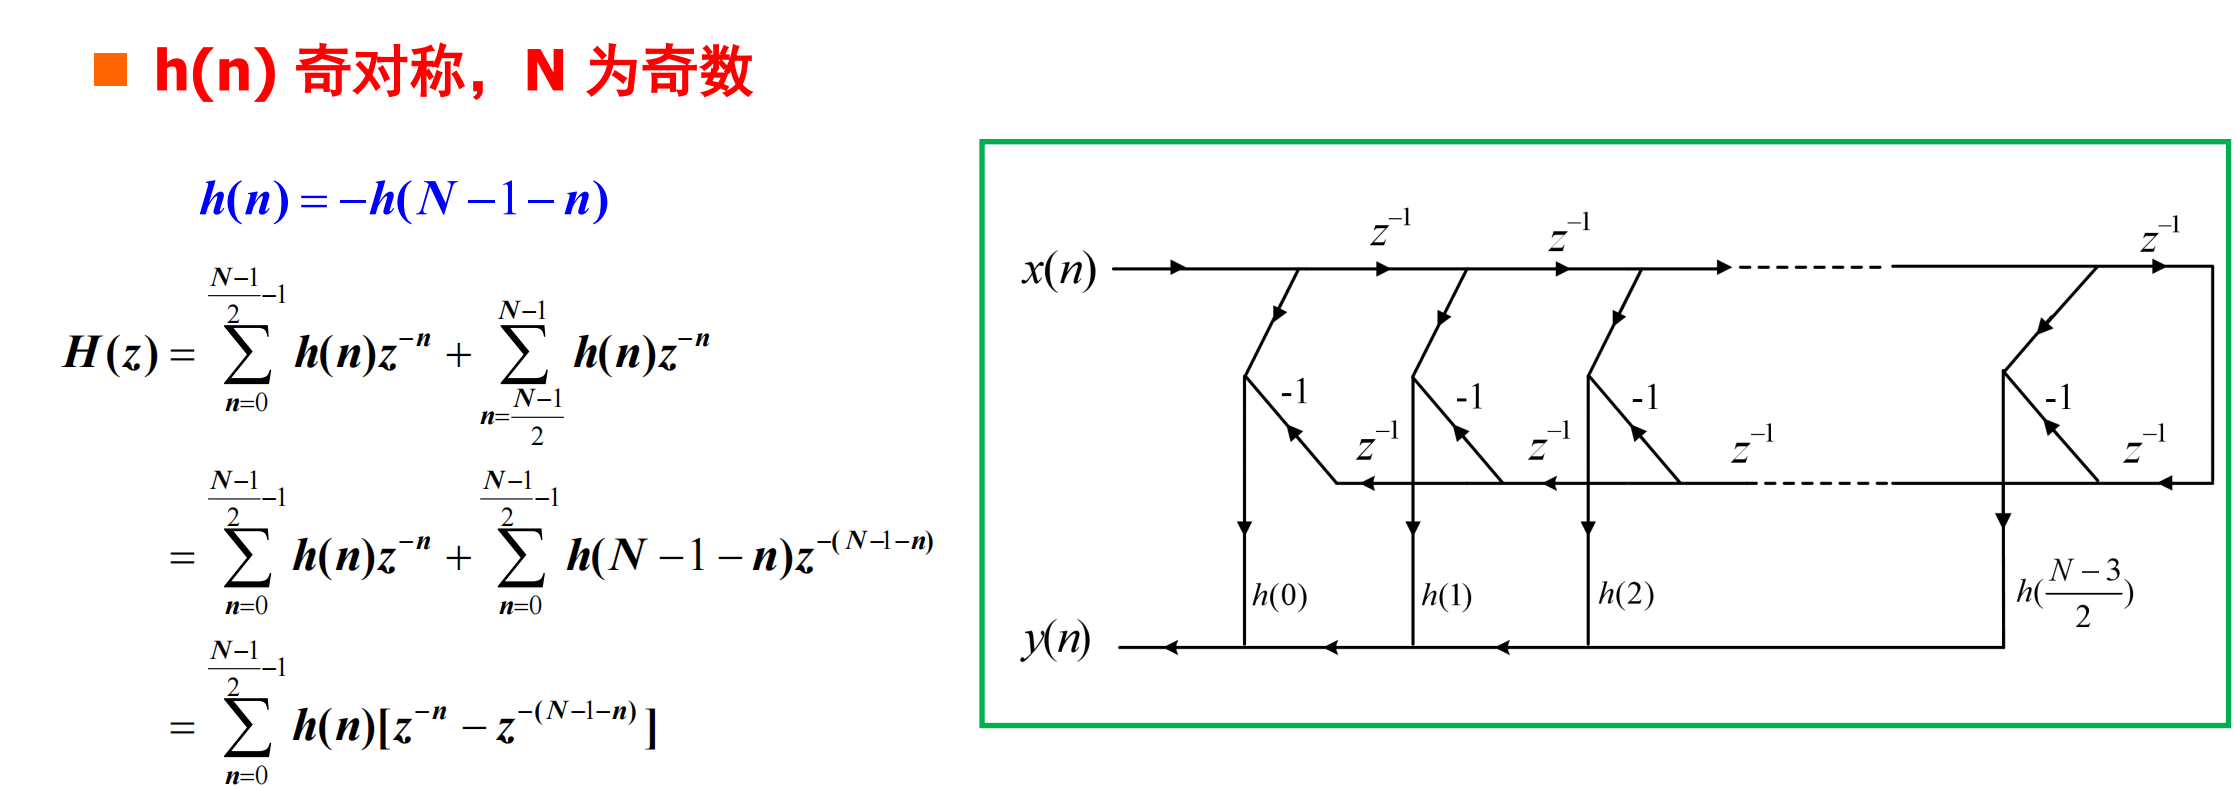 h(n) 奇对称，N 为奇数
h(n) = −h(N −1− n)
H(z) = \sum_{n=0}^{\frac{N−1}{2}−1} h(n)z^{−n} + \sum_{n=\frac{N−1}{2}}^{N−1} h(n)z^{−n}
= \sum_{n=0}^{\frac{N−1}{2}−1} h(n)z^{−n} + \sum_{n=0}^{\frac{N−1}{2}−1} h(N −1− n)z^{−(N−1−n)}
= \sum_{n=0}^{\frac{N−1}{2}−1} h(n)[z^{−n} − z^{−(N−1−n)}]
z^{−1} z^{−1} z^{−1}
x(n)
-1 -1 -1 -1
z^{−1} z^{−1} z^{−1} z^{−1}
h(0) h(1) h(2) h(\frac{N−3}{2})
y(n)